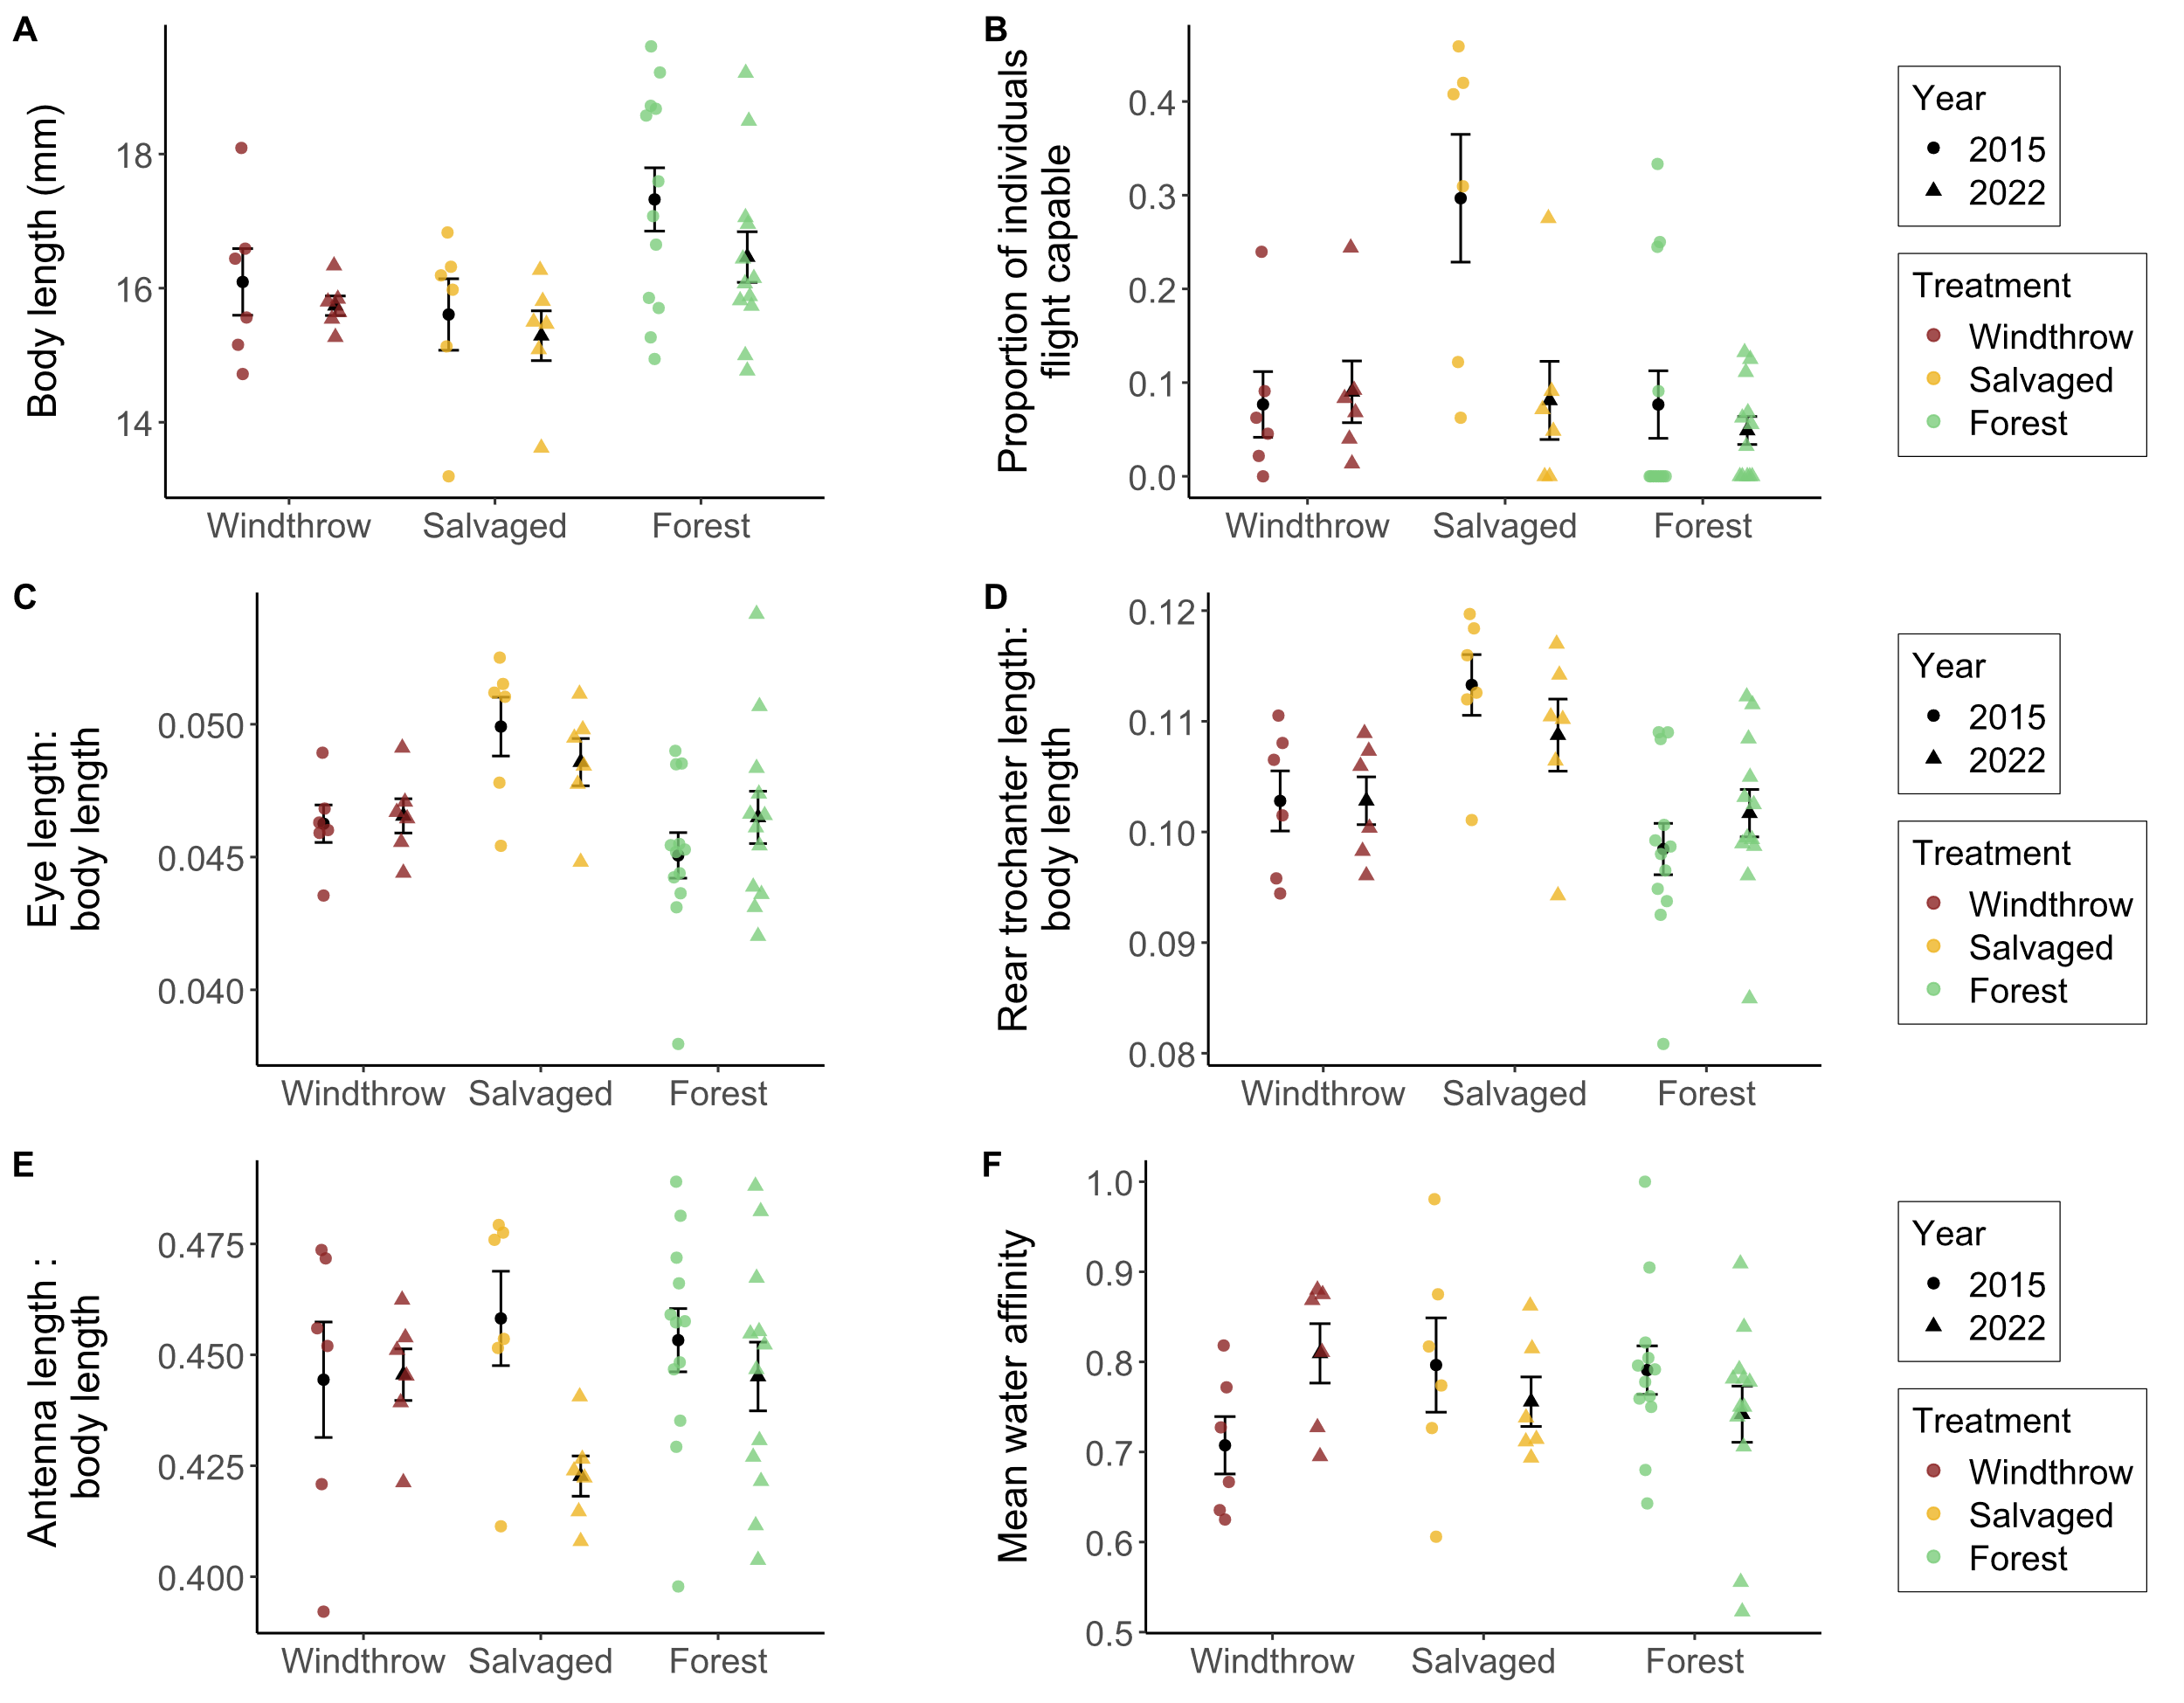 A
Body length (mm)
18
16
14
Windthrow Salvaged Forest
B
Proportion of individuals
flight capable
0.4
0.3
0.2
0.1
0.0
Windthrow Salvaged Forest
Year
2015
2022
Treatment
Windthrow
Salvaged
Forest
C
Eye length:
body length
0.050
0.045
0.040
Windthrow Salvaged Forest
D
Rear trochanter length:
body length
0.12
0.11
0.10
0.09
0.08
Windthrow Salvaged Forest
Year
2015
2022
Treatment
Windthrow
Salvaged
Forest
E
Antenna length :
body length
0.475
0.450
0.425
0.400
Windthrow Salvaged Forest
F
Mean water affinity
1.0
0.9
0.8
0.7
0.6
0.5
Windthrow Salvaged Forest
Year
2015
2022
Treatment
Windthrow
Salvaged
Forest